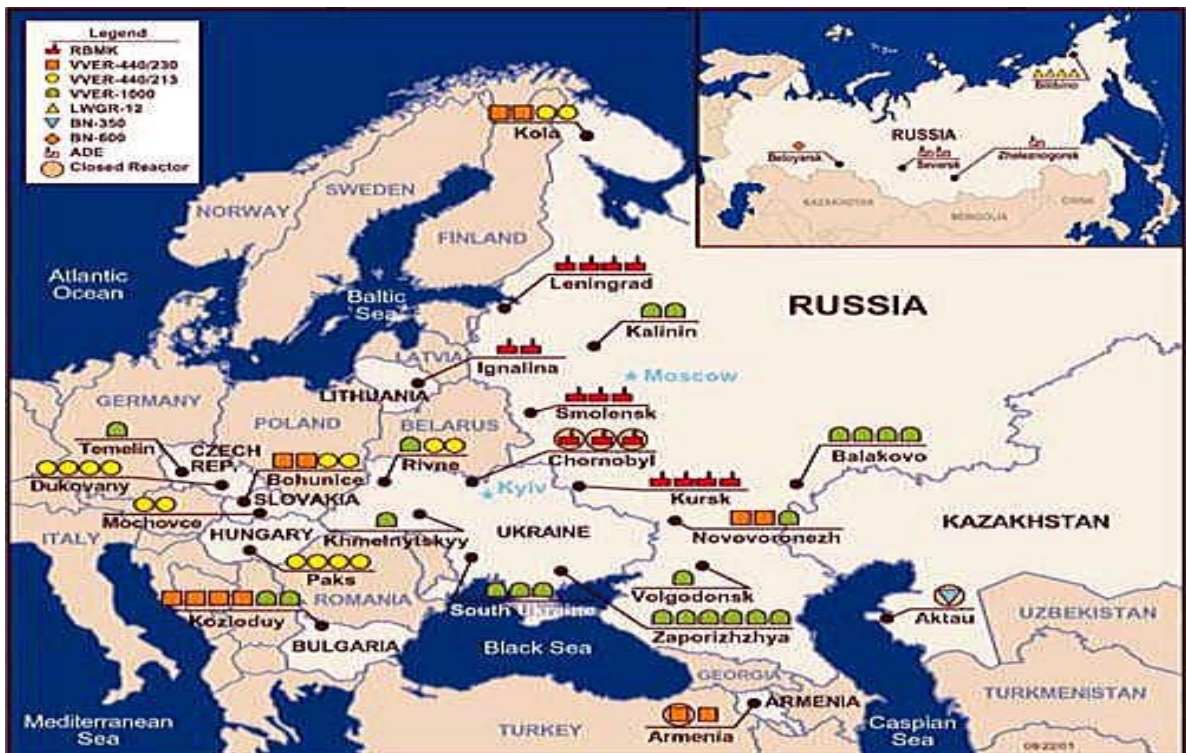 Legend
RBMK
VVER-440/230
VVER-440/213
VVER-1000
LWGR-12
BN-350
BN-600
ADE
Closed Reactor
Bilibino
RUSSIA
Beloyarsk
Seversk
Zheleznogorsk
KAZAKHSTAN
MONGOLIA
CHINA
Kola
SWEDEN
NORWAY
FINLAND
Atlantic
Ocean
Baltic
Sea
Leningrad
RUSSIA
Kalinin
LATVIA
Ignalina
Moscow
LITHUANIA
Smolensk
GERMANY
POLAND
BELARUS
Temelin
CZECH
REP.
Bohunice
Rivne
Chornobyl
Balakovo
Dukovany
SLOVAKIA
Kyiv
Kursk
Mochovce
KAZAKHSTAN
ITALY
HUNGARY
Khmelnytskyy
UKRAINE
Novovoronezh
Paks
Volgodonsk
ROMANIA
South Ukraine
Aktau
UZBEKISTAN
Kozloduy
Zaporizhzhya
BULGARIA
Black Sea
GEORGIA
TURKMENISTAN
ARMENIA
Mediterranean
Sea
TURKEY
Armenia
Caspian
Sea
09/22/01